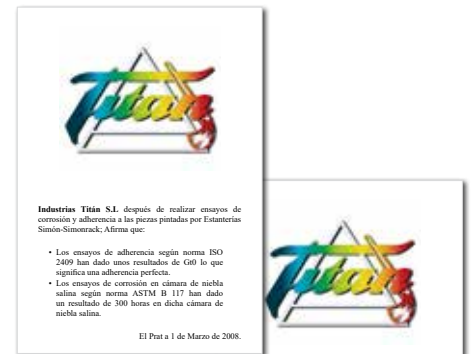 Titan
Industrias Titán S.L. después de realizar ensayos de
corrosión y adherencia a las piezas pintadas por Estanterías
Simón-Simonrack; Afirma que:
• Los ensayos de adherencia según norma ISO
2409 han dado unos resultados de Gt0 lo que
significa una adherencia perfecta.
• Los ensayos de corrosión en cámara de niebla
salina según norma ASTM B 117 han dado
un resultado de 300 horas en dicha cámara de
niebla salina.
El Prat a 1 de Marzo de 2008.
Titan